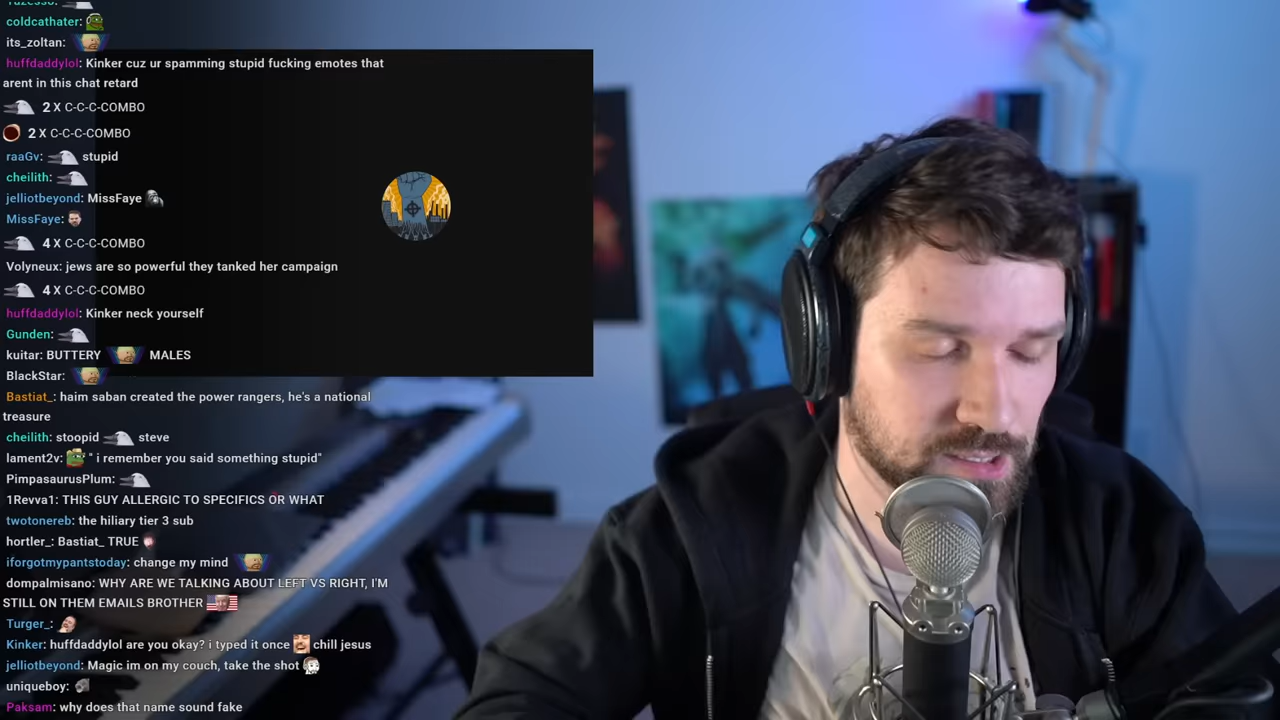 coldcathater:
its_zoltan:
huffdaddylol: Kinker cuz ur spamming stupid fucking emotes that
arent in this chat retard
2 X C-C-C-COMBO
2 X C-C-C-COMBO
raaGv: stupid
cheilith:
jelliotbeyond: MissFaye
MissFaye:
4 X C-C-C-COMBO
Volyneux: jews are so powerful they tanked her campaign
4 X C-C-C-COMBO
huffdaddylol: Kinker neck yourself
Gunden:
kuitar: BUTTERY MALES
BlackStar:
Bastiat_: haim saban created the power rangers, he's a national
treasure
cheilith: stoopid steve
lament2v: " i remember you said something stupid"
PimpasaurusPlum:
1Revva1: THIS GUY ALLERGIC TO SPECIFICS OR WHAT
twotonereb: the hiliary tier 3 sub
hortler_: Bastiat_ TRUE
iforgotmypantstoday: change my mind
dompalmisano: WHY ARE WE TALKING ABOUT LEFT VS RIGHT, I'M
STILL ON THEM EMAILS BROTHER
Turger_:
Kinker: huffdaddylol are you okay? i typed it once chill jesus
jelliotbeyond: Magic im on my couch, take the shot
uniqueboy:
Paksam: why does that name sound fake